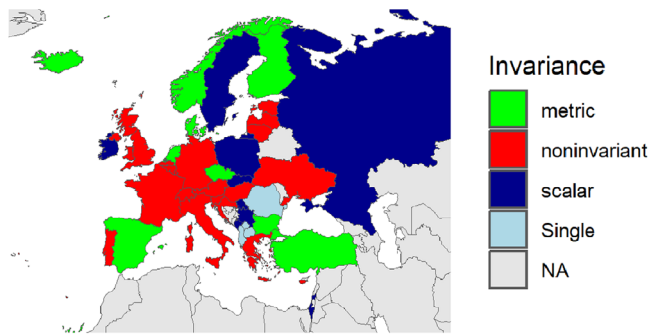 Invariance
metric
noninvariant
scalar
Single
NA